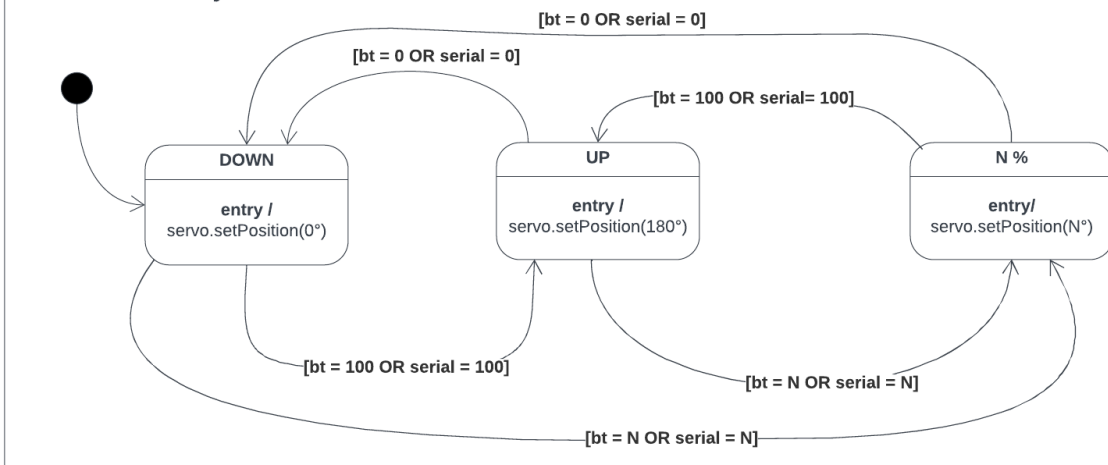 [bt = 0 OR serial = 0]
[bt = 0 OR serial = 0]
[bt = 100 OR serial= 100]
DOWN
entry /
servo.setPosition(0°)
UP
entry /
servo.setPosition(180°)
N %
entry/
servo.setPosition(N°)
[bt = 100 OR serial = 100]
[bt = N OR serial = N]
[bt = N OR serial = N]